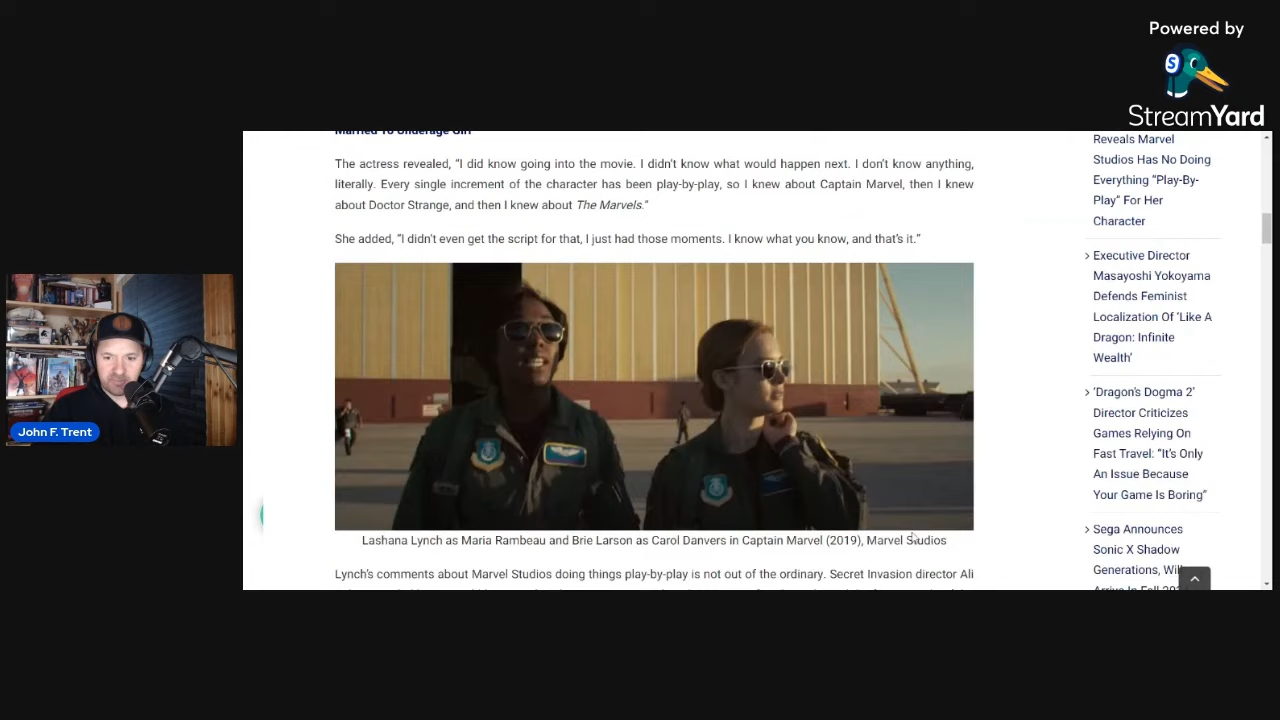 Powered by
S
StreamYard
Married To Underage Girl
The actress revealed, “I did know going into the movie. I didn’t know what would happen next. I don’t know anything,
literally. Every single increment of the character has been play-by-play, so I knew about Captain Marvel, then I knew
about Doctor Strange, and then I knew about The Marvels.”
She added, “I didn’t even get the script for that, I just had those moments. I know what you know, and that’s it.”
Lashana Lynch as Maria Rambeau and Brie Larson as Carol Danvers in Captain Marvel (2019), Marvel Studios
Lynch’s comments about Marvel Studios doing things play-by-play is not out of the ordinary. Secret Invasion director Ali
Reveals Marvel
Studios Has No Doing
Everything “Play-By-
Play” For Her
Character
Executive Director
Masayoshi Yokoyama
Defends Feminist
Localization Of ‘Like A
Dragon: Infinite
Wealth’
‘Dragon’s Dogma 2’
Director Criticizes
Games Relying On
Fast Travel: “It’s Only
An Issue Because
Your Game Is Boring”
Sega Announces
Sonic X Shadow
Generations, Will
Arrive In Fall
John F. Trent